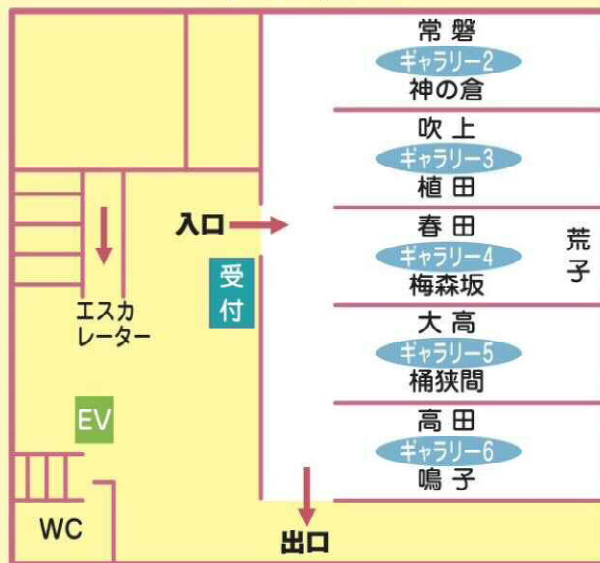 常磐
ギャラリー2
神の倉
吹上
ギャラリー3
植田
入口
春田
ギャラリー4
梅森坂
荒子
受付
エスカ
レーター
大高
ギャラリー5
桶狭間
EV
高田
ギャラリー6
鳴子
WC
出口